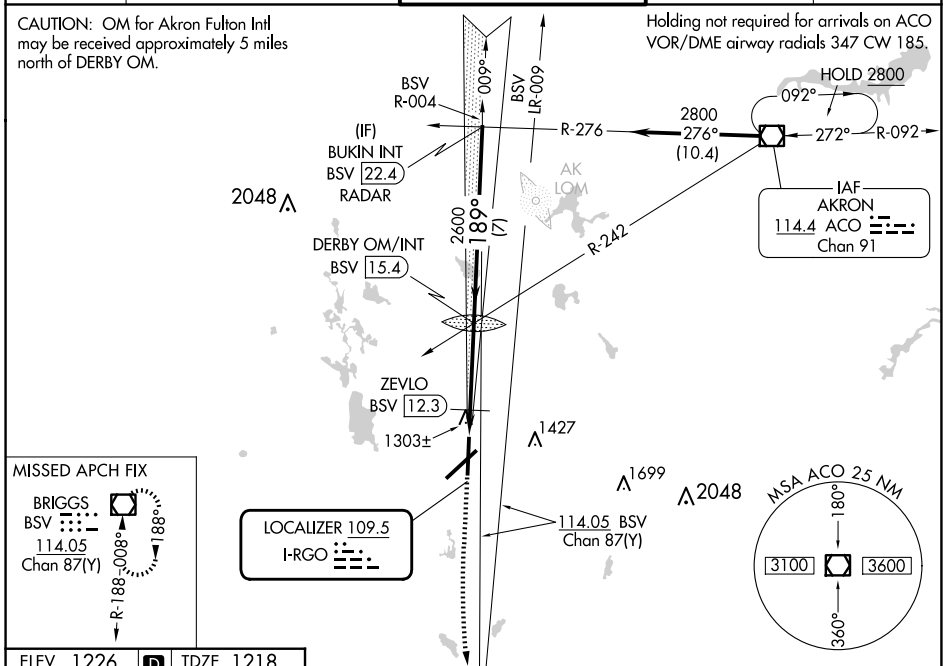 CAUTION: OM for Akron Fulton Intl
may be received approximately 5 miles
north of DERBY OM.
Holding not required for arrivals on ACO
VOR/DME airway radials 347 CW 185.
HOLD 2800
092°
272°
R-092
BSV
R-004
009°
BSV
LR-009
R-276
2800
276°
(10.4)
(IF)
BUKIN INT
BSV 22.4
RADAR
AK
LOM
IAF
AKRON
114.4 ACO
Chan 91
2048
2600
189°
(7)
R-242
DERBY OM/INT
BSV 15.4
ZEVLO
BSV 12.3
1303±
1427
1699
2048
MISSED APCH FIX
BRIGGS
BSV
114.05
Chan 87(Y)
R-188
008°
188°
LOCALIZER 109.5
I-RGO
114.05 BSV
Chan 87(Y)
MSA ACO 25 NM
180°
3100
3600
360°
ELEV 1226
D
TDZE 1218